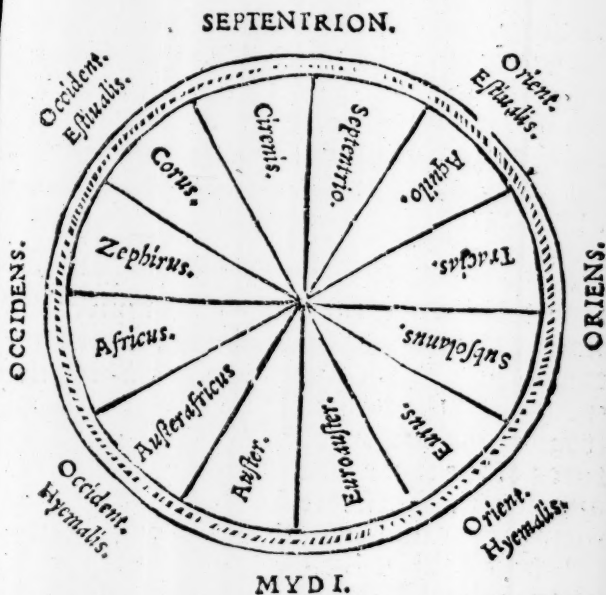 SEPTENTRION.
Orient.
Eſtiualis.
ORIENS.
Orient.
Hyemalis.
MYDI.
Occident.
Hyemalis.
OCCIDENS.
Occident.
Eſtiualis.
Septentrio.
Aquilo.
Tracias.
Subſolanus.
Eurus.
Euroauſter.
Auſter.
Auſterafricus
Africus.
Zephirus.
Corus.
Cirenis.